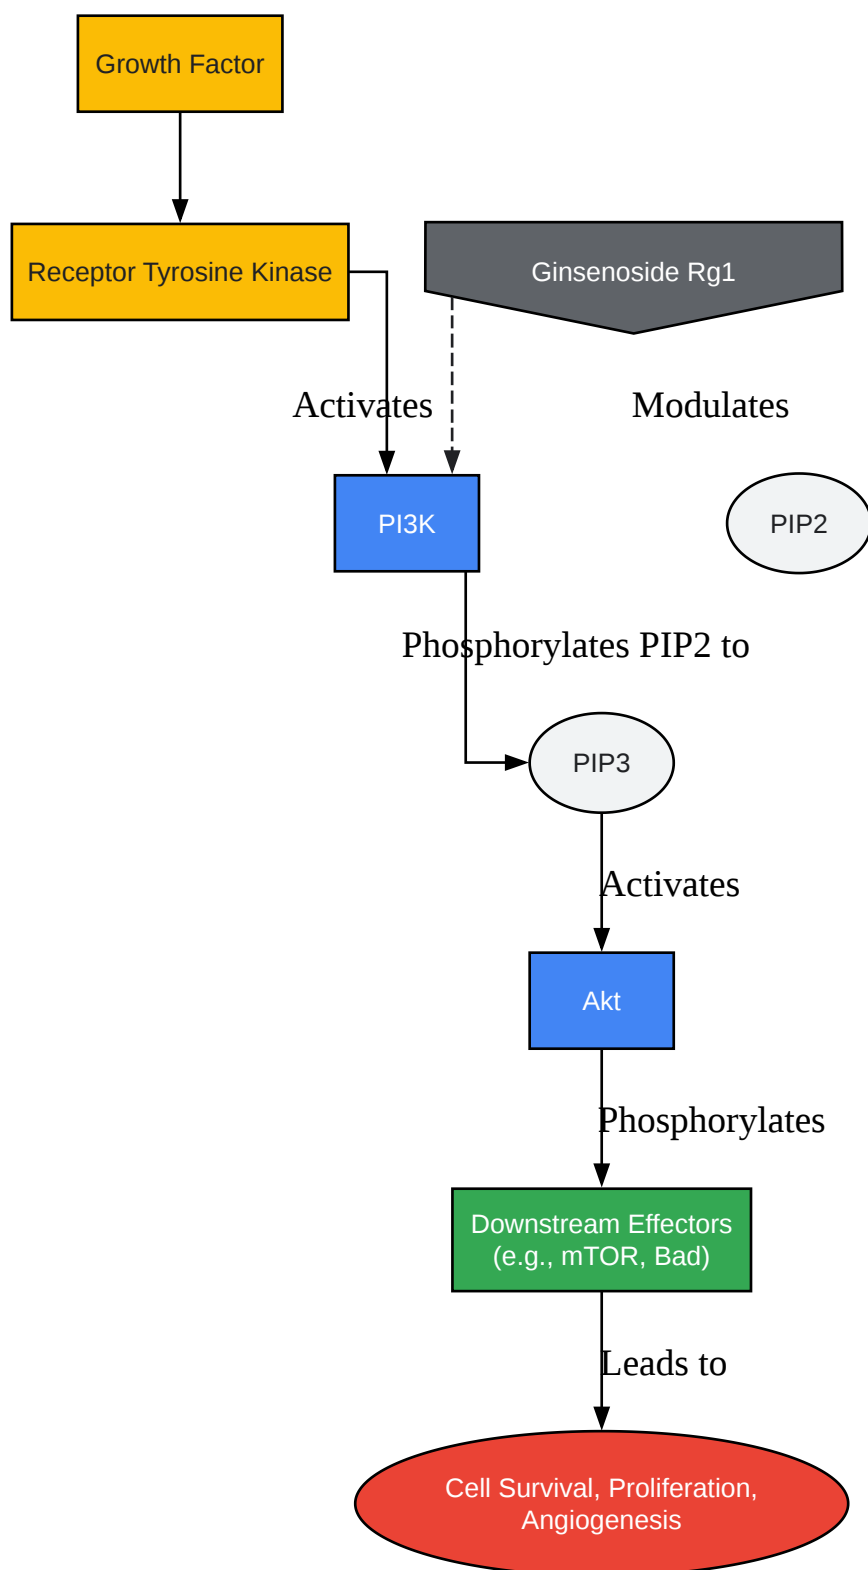 Growth Factor
Receptor Tyrosine Kinase
Ginsenoside Rg1
Activates
Modulates
PI3K
PIP2
Phosphorylates PIP2 to
PIP3
Activates
Akt
Phosphorylates
Downstream Effectors
(e.g., mTOR, Bad)
Leads to
Cell Survival, Proliferation,
Angiogenesis